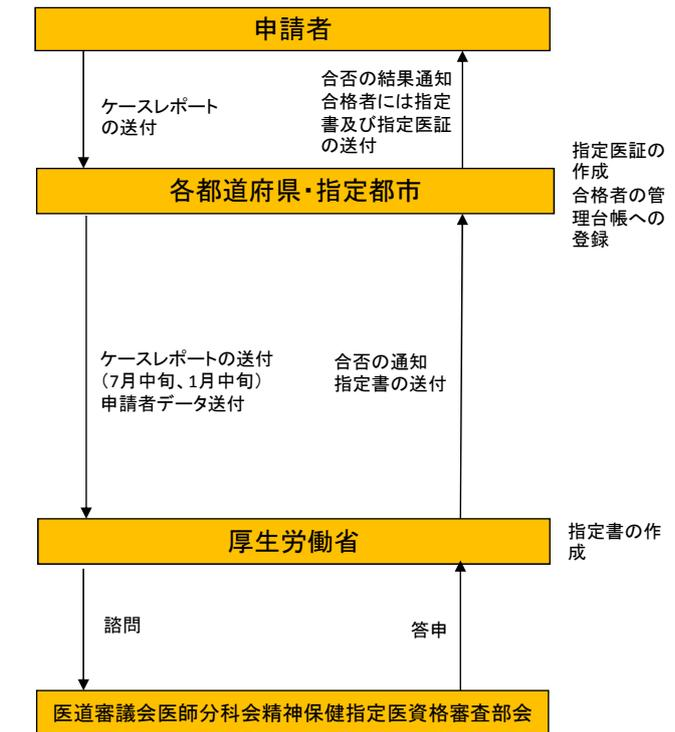 申請者
ケースレポート
の送付
合否の結果通知
合格者には指定
書及び指定医証
の送付
各都道府県・指定都市
指定医証の
作成
合格者の管
理台帳への
登録
ケースレポートの送付
（7月中旬、1月中旬）
申請者データ送付
合否の通知
指定書の送付
厚生労働省
指定書の作
成
諮問
答申
医道審議会医師分科会精神保健指定医資格審査部会